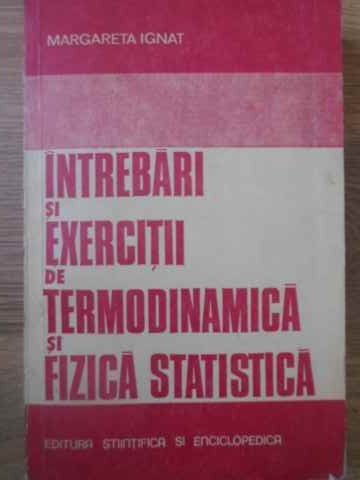 MARGARETA IGNAT
ÎNTREBĂRI
ȘI
EXERCIȚII
DE
TERMODINAMICĂ
ȘI
FIZICĂ STATISTICĂ
EDITURA ȘTIINȚIFICĂ ȘI ENCICLOPEDICĂ